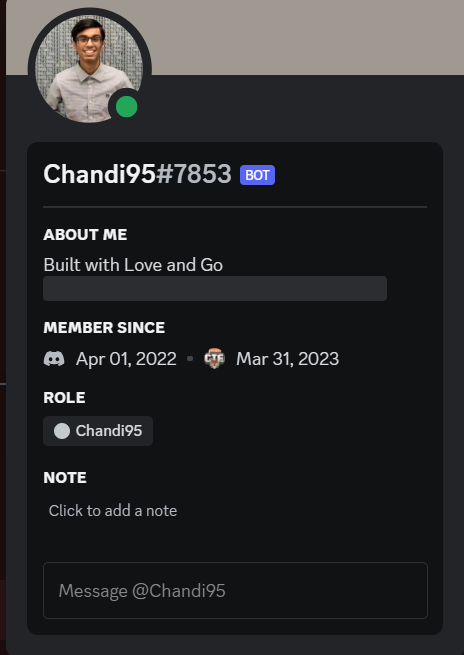 Chandi95#7853 BOT
ABOUT ME
Built with Love and Go
MEMBER SINCE
Apr 01, 2022 • CTF Mar 31, 2023
ROLE
Chandi95
NOTE
Click to add a note
Message @Chandi95